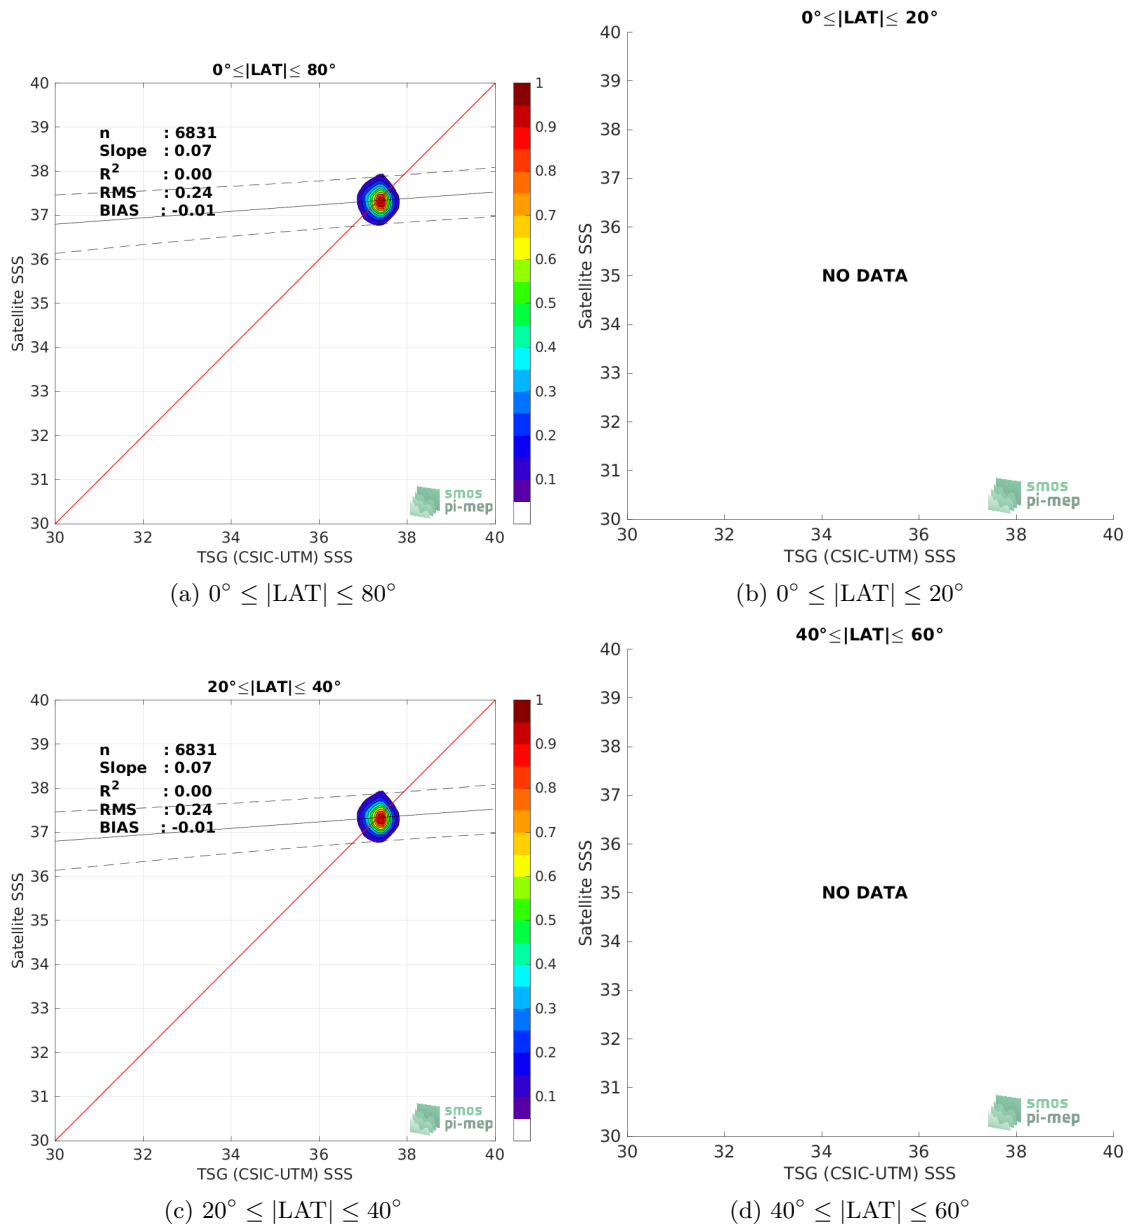 0°≤|LAT|≤ 80°
40
39
38
37
36
35
34
33
32
31
30
30
32
34
36
38
40
Satellite SSS
TSG (CSIC-UTM) SSS
n : 6831
Slope : 0.07
R² : 0.00
RMS : 0.24
BIAS : -0.01
1
0.9
0.8
0.7
0.6
0.5
0.4
0.3
0.2
0.1
smos
pi-mep
(a) 0° ≤ |LAT| ≤ 80°
0°≤|LAT|≤ 20°
40
39
38
37
36
35
34
33
32
31
30
30
32
34
36
38
40
Satellite SSS
TSG (CSIC-UTM) SSS
NO DATA
smos
pi-mep
(b) 0° ≤ |LAT| ≤ 20°
20°≤|LAT|≤ 40°
40
39
38
37
36
35
34
33
32
31
30
30
32
34
36
38
40
Satellite SSS
TSG (CSIC-UTM) SSS
n : 6831
Slope : 0.07
R² : 0.00
RMS : 0.24
BIAS : -0.01
1
0.9
0.8
0.7
0.6
0.5
0.4
0.3
0.2
0.1
smos
pi-mep
(c) 20° ≤ |LAT| ≤ 40°
40°≤|LAT|≤ 60°
40
39
38
37
36
35
34
33
32
31
30
30
32
34
36
38
40
Satellite SSS
TSG (CSIC-UTM) SSS
NO DATA
smos
pi-mep
(d) 40° ≤ |LAT| ≤ 60°